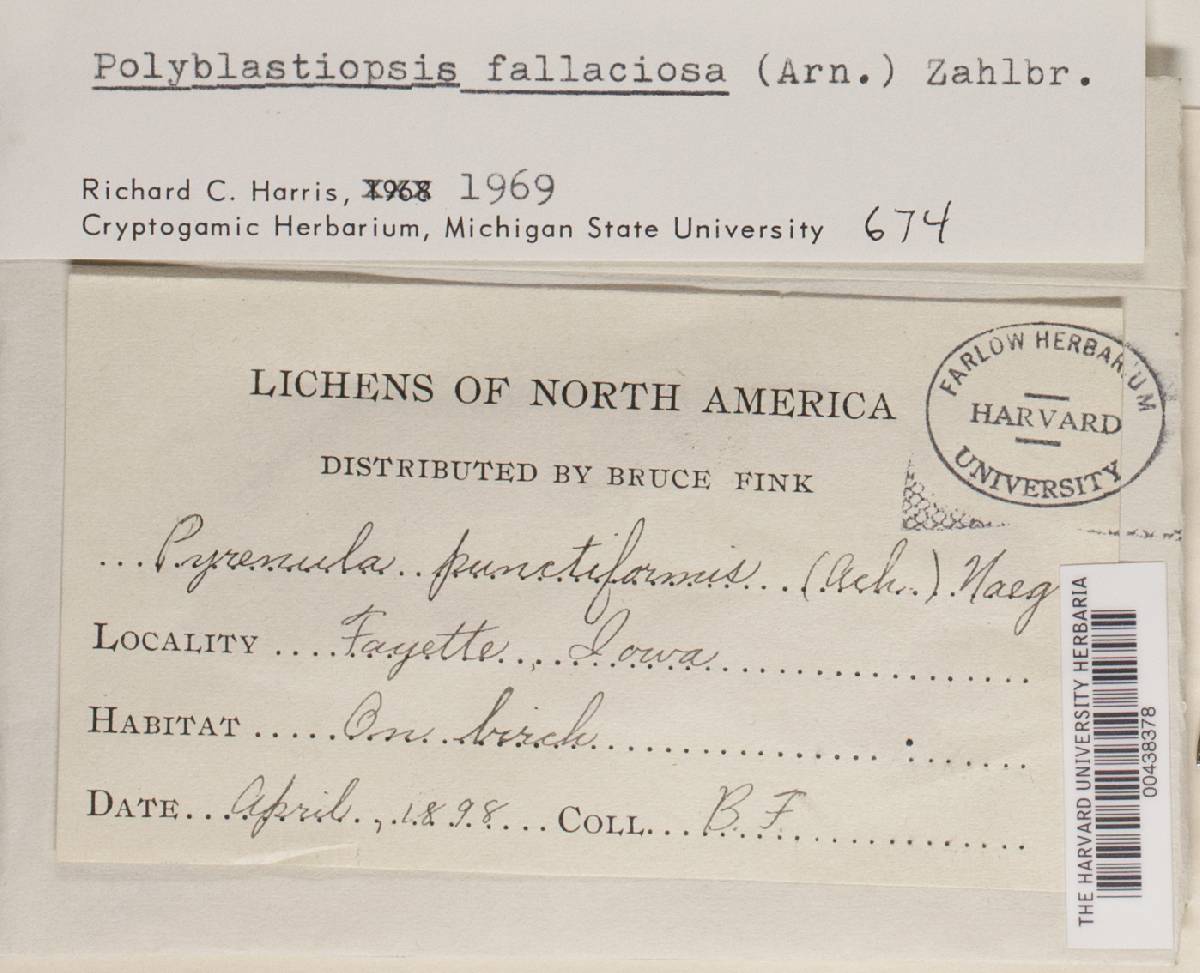 Polyblastiopsis fallaciosa (Arn.) Zahlbr.
Richard C. Harris, 1968 1969
Cryptogamic Herbarium, Michigan State University 674
LICHENS OF NORTH AMERICA
DISTRIBUTED BY BRUCE FINK
FARLOW HERBARIUM
HARVARD
UNIVERSITY
...Pyrenula punctiformis (Ach.) Naeg
LOCALITY ....Fayette, Iowa....................
HABITAT .....On birch.......................
DATE...April, 1898...COLL...B. F................
THE HARVARD UNIVERSITY HERBARIA
00438378